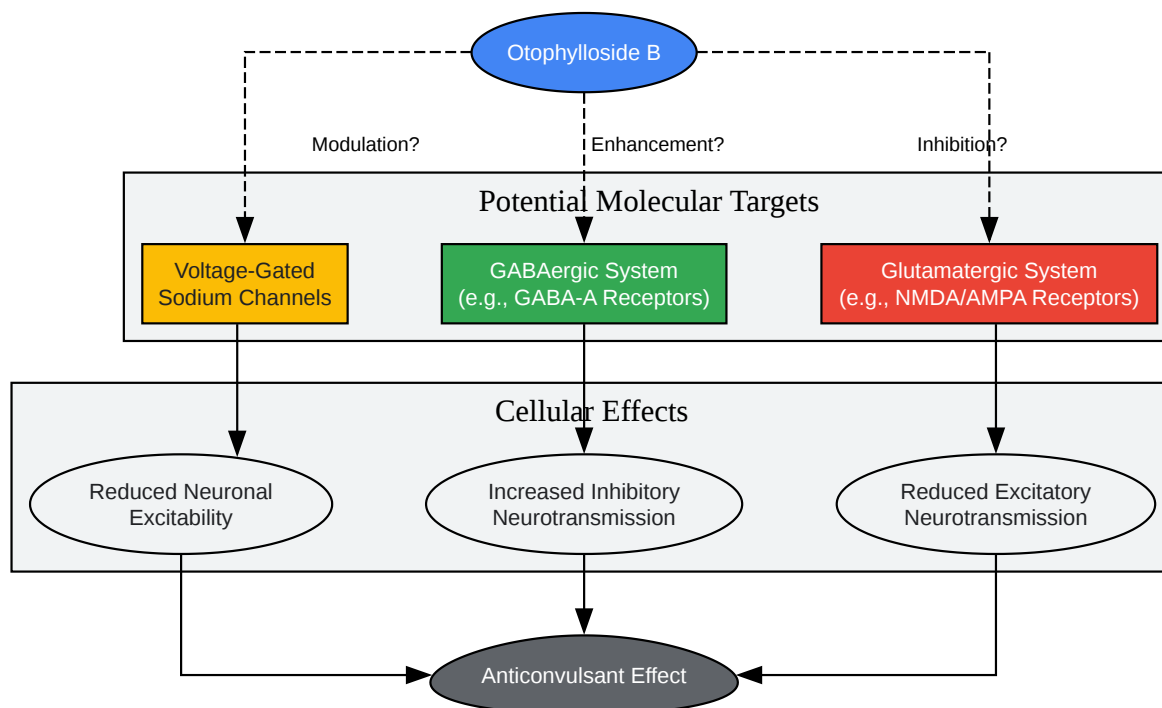 Otophylloside B
Modulation?
Enhancement?
Inhibition?
Potential Molecular Targets
Voltage-Gated
Sodium Channels
GABAergic System
(e.g., GABA-A Receptors)
Glutamatergic System
(e.g., NMDA/AMPA Receptors)
Cellular Effects
Reduced Neuronal
Excitability
Increased Inhibitory
Neurotransmission
Reduced Excitatory
Neurotransmission
Anticonvulsant Effect